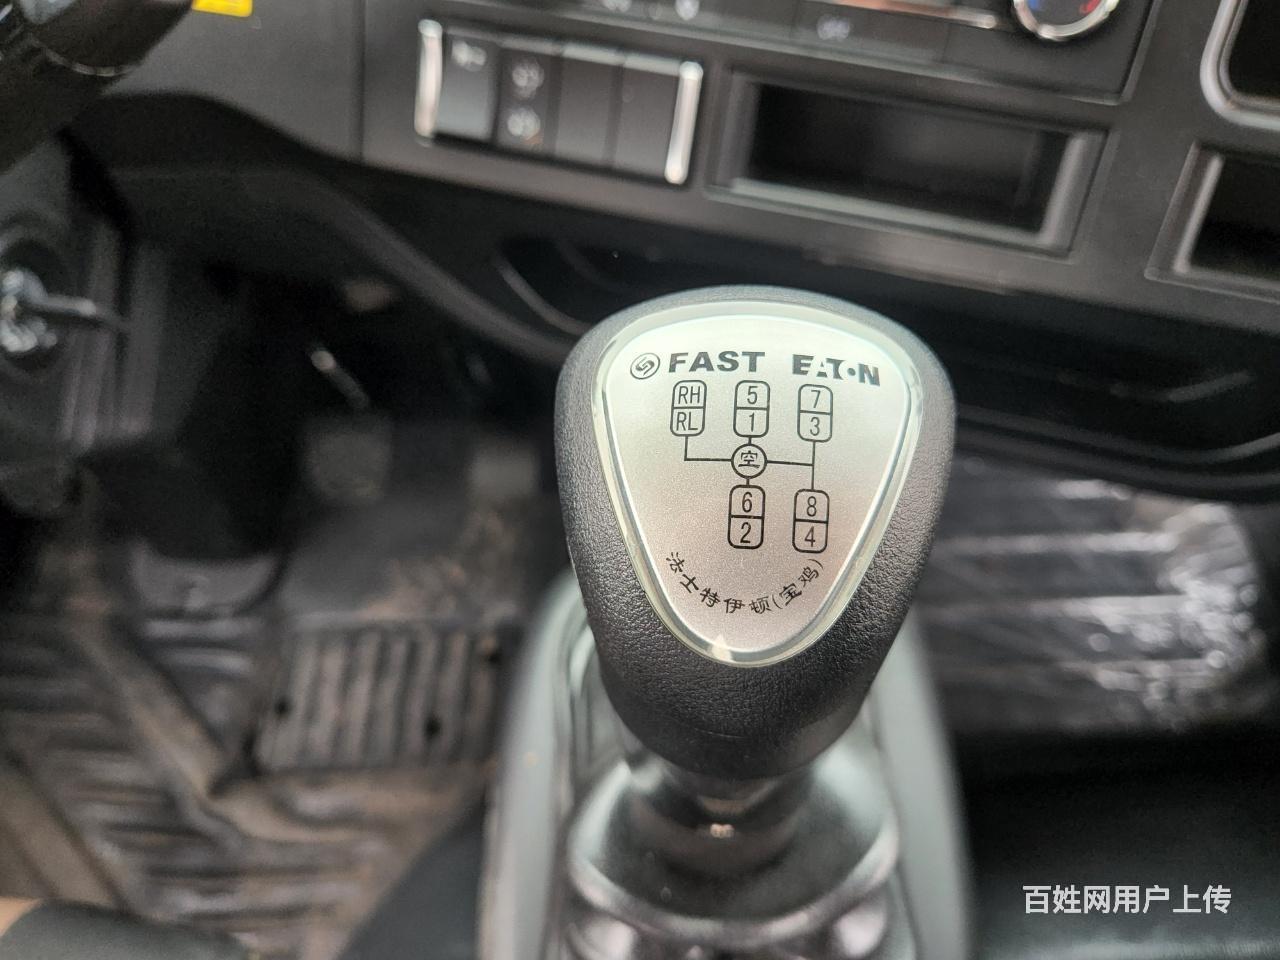 FAST EATON
RH 5 7
RL 1 3
空
6 8
2 4
法士特伊顿(宝鸡)
百姓网用户上传